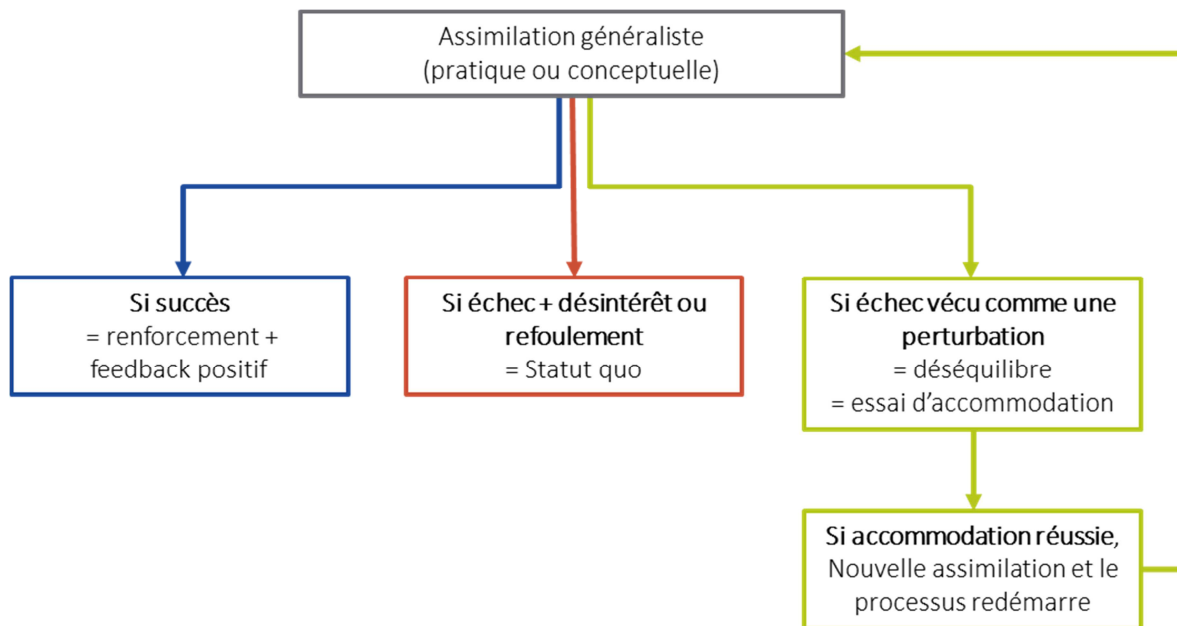 Assimilation généraliste
(pratique ou conceptuelle)
Si succès
= renforcement +
feedback positif
Si échec + désintérêt ou
refoulement
= Statut quo
Si échec vécu comme une
perturbation
= déséquilibre
= essai d’accommodation
Si accommodation réussie,
Nouvelle assimilation et le
processus redémarre